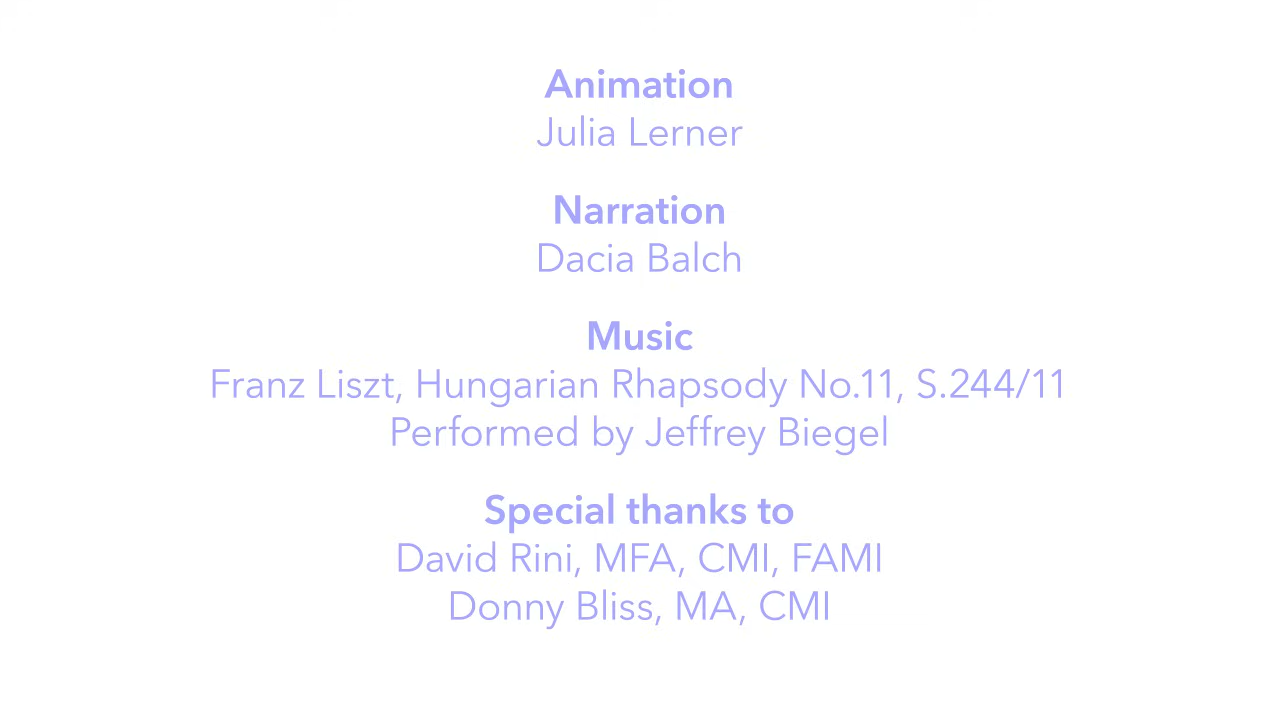 Animation
Julia Lerner
Narration
Dacia Balch
Music
Franz Liszt, Hungarian Rhapsody No.11, S.244/11
Performed by Jeffrey Biegel
Special thanks to
David Rini, MFA, CMI, FAMI
Donny Bliss, MA, CMI